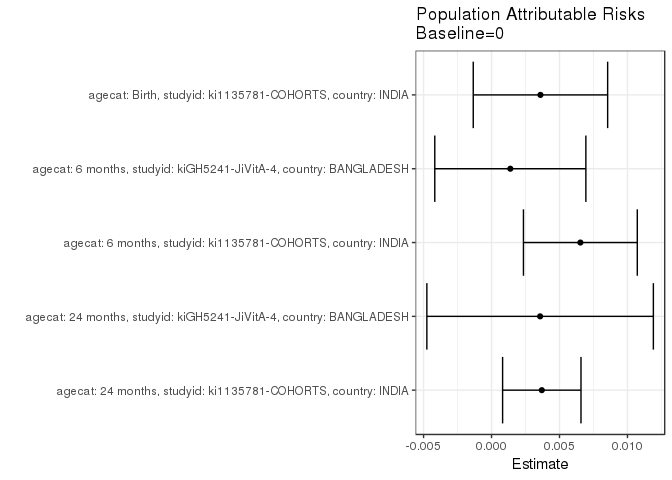 Population Attributable Risks
Baseline=0
agecat: Birth, studyid: ki1135781-COHORTS, country: INDIA
agecat: 6 months, studyid: kiGH5241-JiVitA-4, country: BANGLADESH
agecat: 6 months, studyid: ki1135781-COHORTS, country: INDIA
agecat: 24 months, studyid: kiGH5241-JiVitA-4, country: BANGLADESH
agecat: 24 months, studyid: ki1135781-COHORTS, country: INDIA
-0.005 0.000 0.005 0.010
Estimate